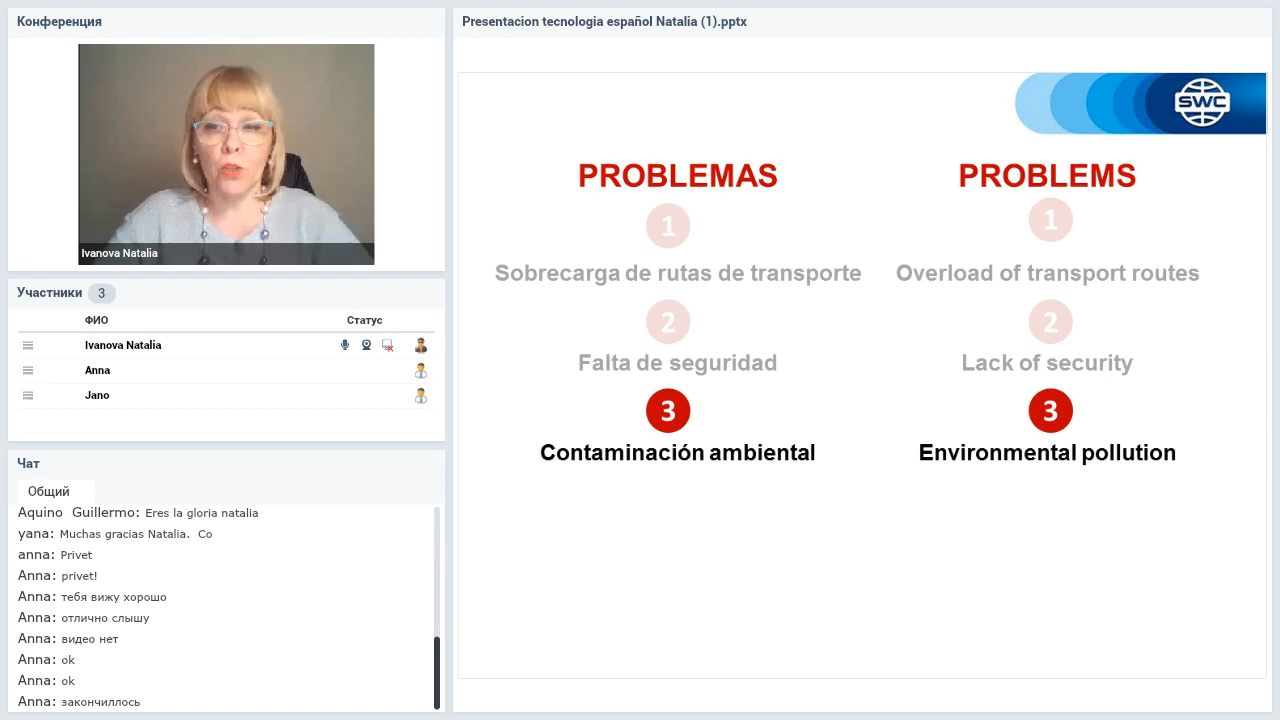 Конференция
Ivanova Natalia
Участники 3
ФИО Статус
Ivanova Natalia
Anna
Jano
Чат
Общий
Aquino Guillermo: Eres la gloria natalia
yana: Muchas gracias Natalia. Co
anna: Privet
Anna: privet!
Anna: тебя вижу хорошо
Anna: отлично слышу
Anna: видео нет
Anna: ok
Anna: ok
Anna: закончиллось
Presentacion tecnologia español Natalia (1).pptx
SWC
PROBLEMAS
1
Sobrecarga de rutas de transporte
2
Falta de seguridad
3
Contaminación ambiental
PROBLEMS
1
Overload of transport routes
2
Lack of security
3
Environmental pollution